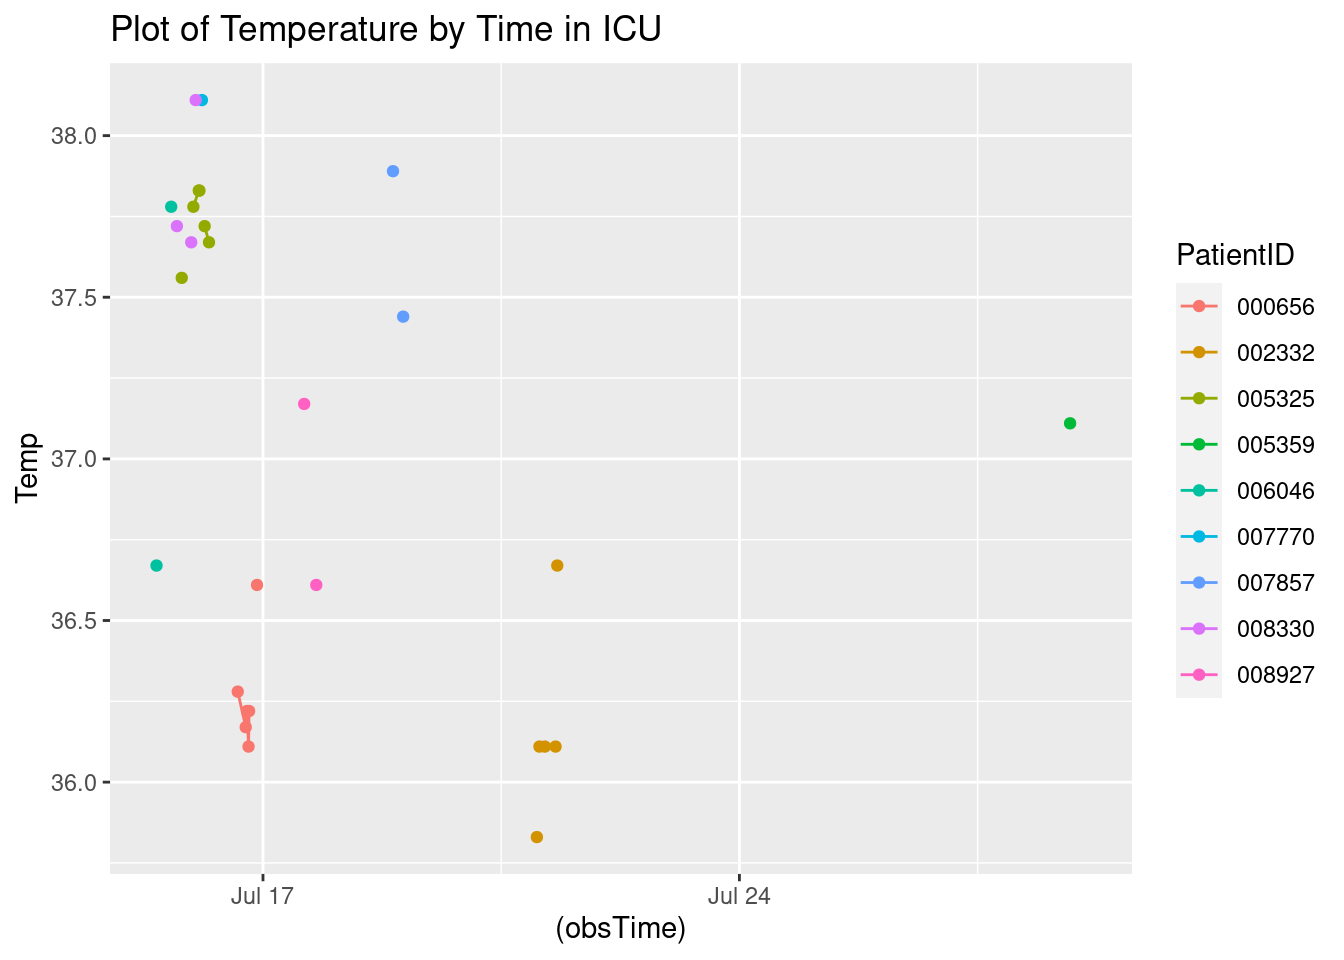 Plot of Temperature by Time in ICU
38.0
37.5
37.0
36.5
36.0
Temp
Jul 17
Jul 24
(obsTime)
PatientID
000656
002332
005325
005359
006046
007770
007857
008330
008927